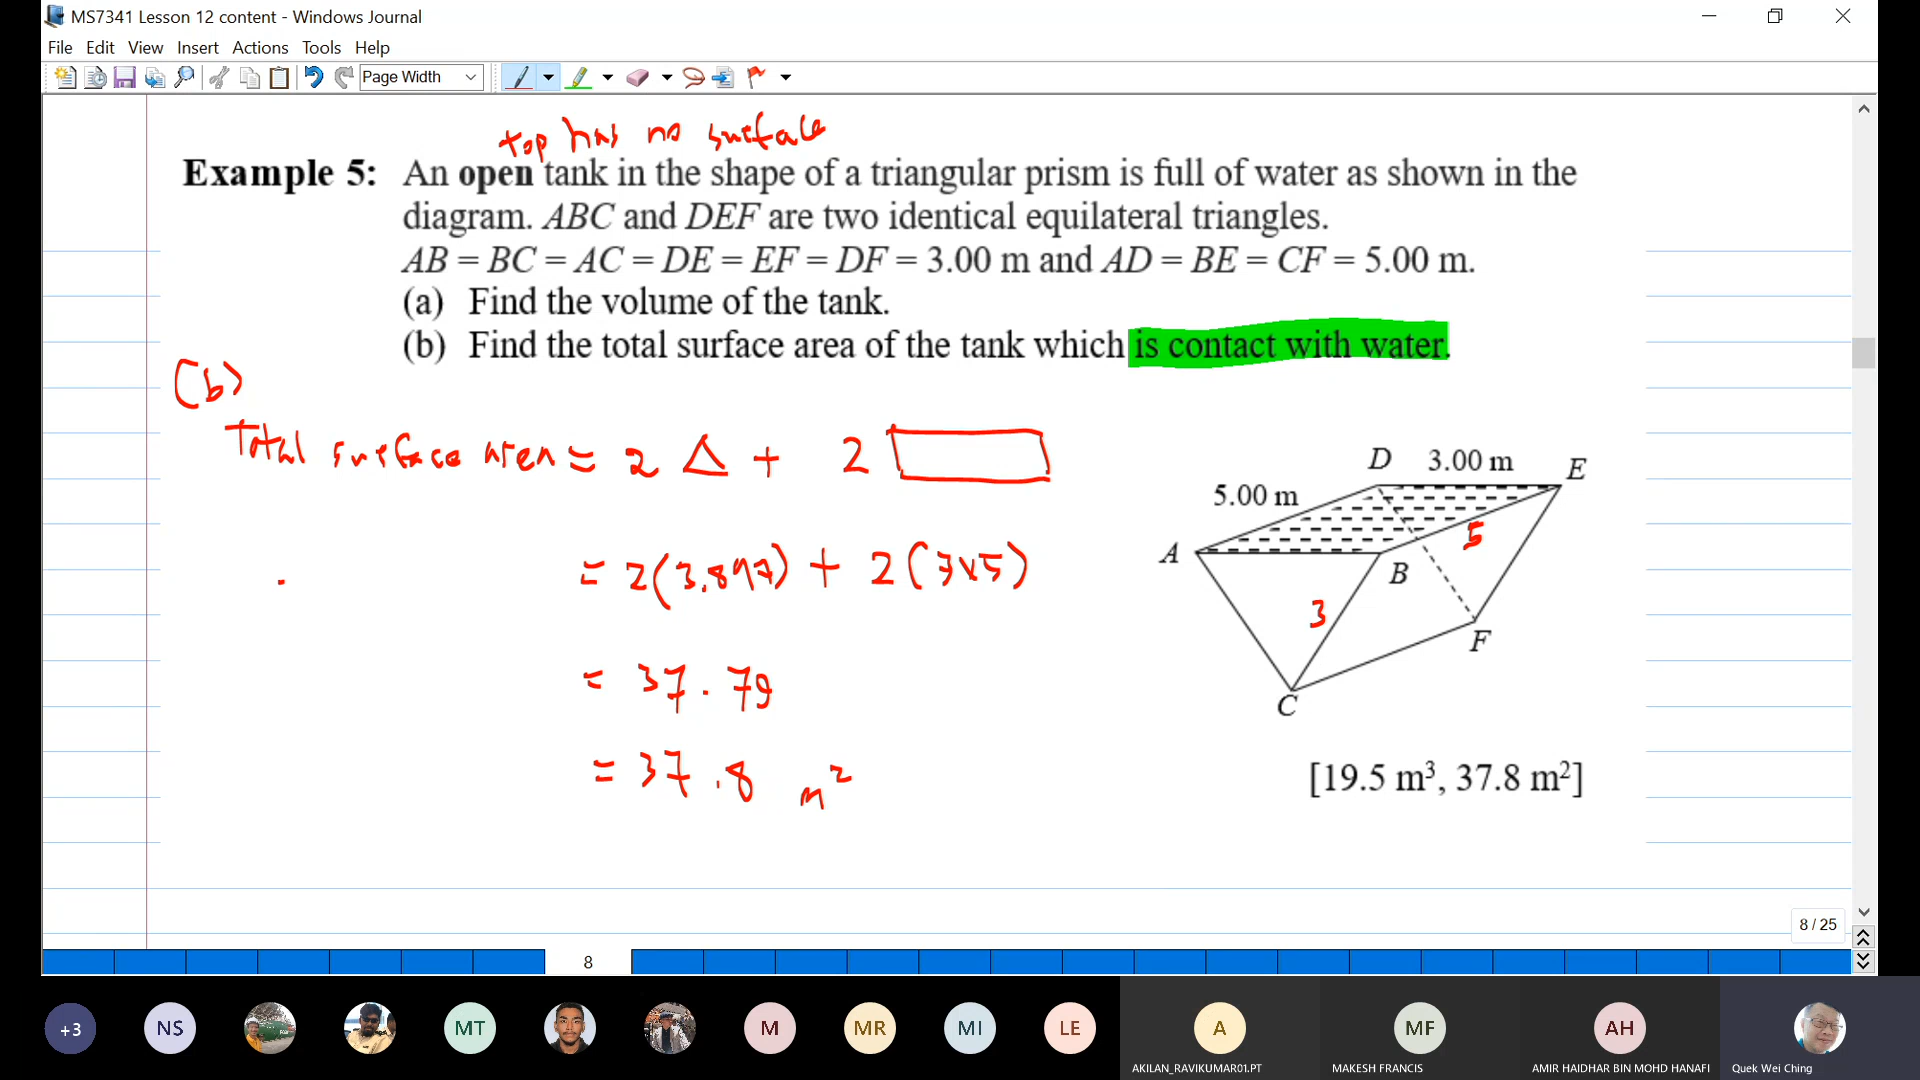 MS7341 Lesson 12 content - Windows Journal
File Edit View Insert Actions Tools Help
Page Width
top has no surface
Example 5: An open tank in the shape of a triangular prism is full of water as shown in the
diagram. ABC and DEF are two identical equilateral triangles.
AB = BC = AC = DE = EF = DF = 3.00 m and AD = BE = CF = 5.00 m.
(a) Find the volume of the tank.
(b) Find the total surface area of the tank which is contact with water.
(b)
Total surface area = 2 △ + 2 ▭
= 2(3.897) + 2(3×5)
= 37.79
= 37.8 m²
D 3.00 m E
5.00 m
5
A
B
3
F
C
[19.5 m³, 37.8 m²]
8 / 25
8
+3 NS MT M MR MI LE A MF AH
AKILAN_RAVIKUMAR01.PT MAKESH FRANCIS AMIR HAIDHAR BIN MOHD HANAFI Quek Wei Ching